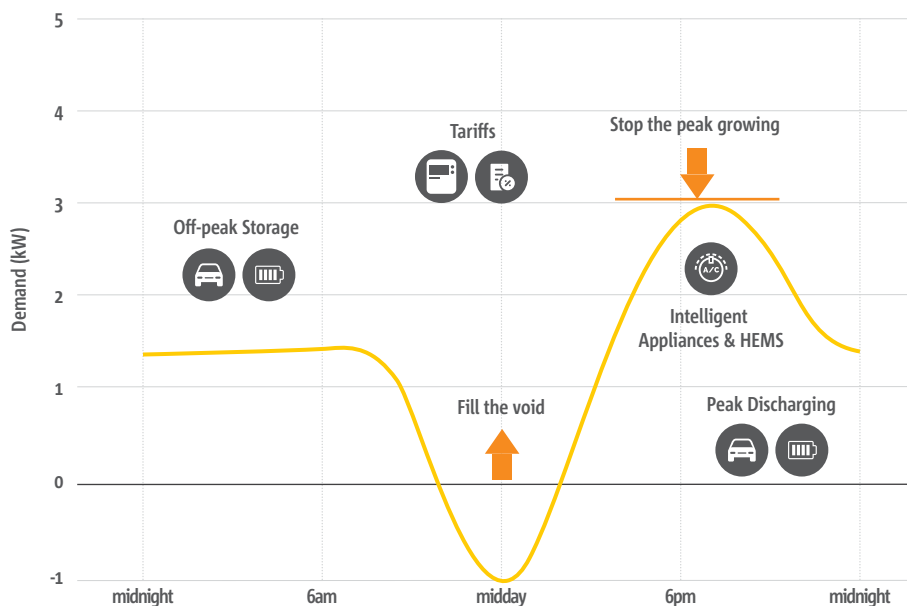 5
4
3
2
1
0
-1
Demand (kW)
Tariffs
Stop the peak growing
Off-peak Storage
A/C
Intelligent
Appliances & HEMS
Fill the void
Peak Discharging
%
midnight
6am
midday
6pm
midnight